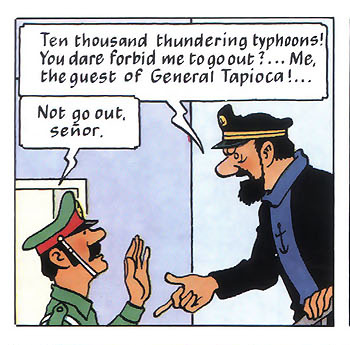 Ten thousand thundering typhoons!
You dare forbid me to go out?... Me,
the guest of General Tapioca!...
Not go out,
señor.